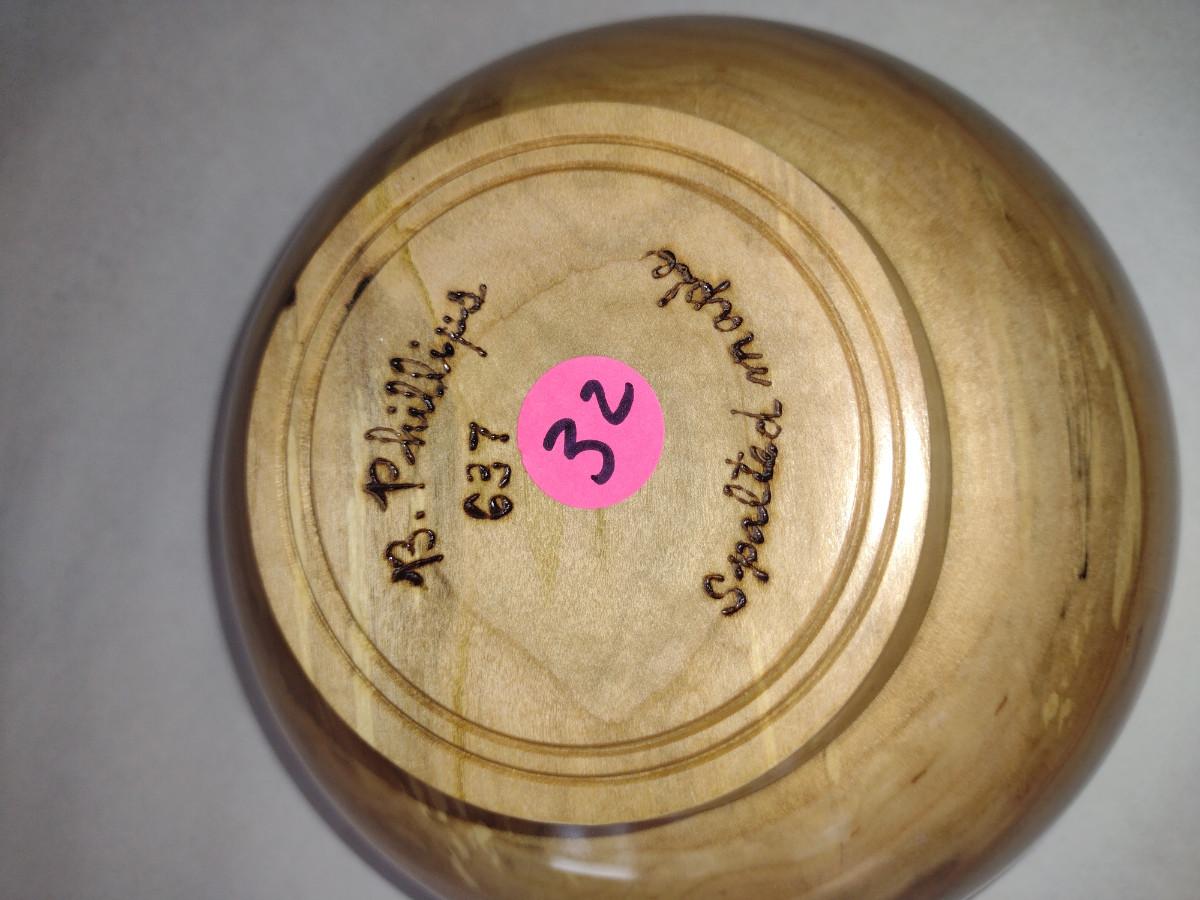 B. Phillips
637
32
Spalted maple